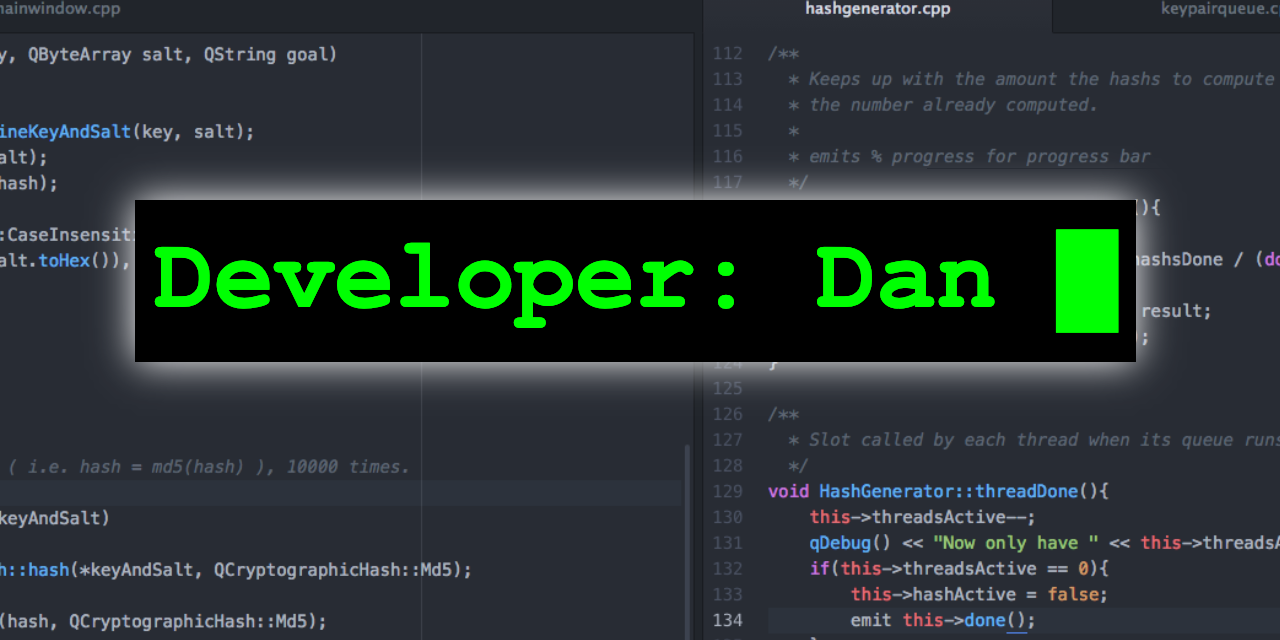 mainwindow.cpp
hashgenerator.cpp
keypairqueue.c
y, QByteArray salt, QString goal)
ineKeyAndSalt(key, salt);
alt);
hash);
:CaseInsensit
alt.toHex()),
( i.e. hash = md5(hash) ), 10000 times.
keyAndSalt)
h::hash(*keyAndSalt, QCryptographicHash::Md5);
(hash, QCryptographicHash::Md5);
Developer: Dan
112 /**
113 * Keeps up with the amount the hashs to compute
114 * the number already computed.
115 *
116 * emits % progress for progress bar
117 */
(){
hashsDone / (do
result;
;
124 }
125
126 /**
127 * Slot called by each thread when its queue runs
128 */
129 void HashGenerator::threadDone(){
130 this->threadsActive--;
131 qDebug() << "Now only have " << this->threadsA
132 if(this->threadsActive == 0){
133 this->hashActive = false;
134 emit this->done();